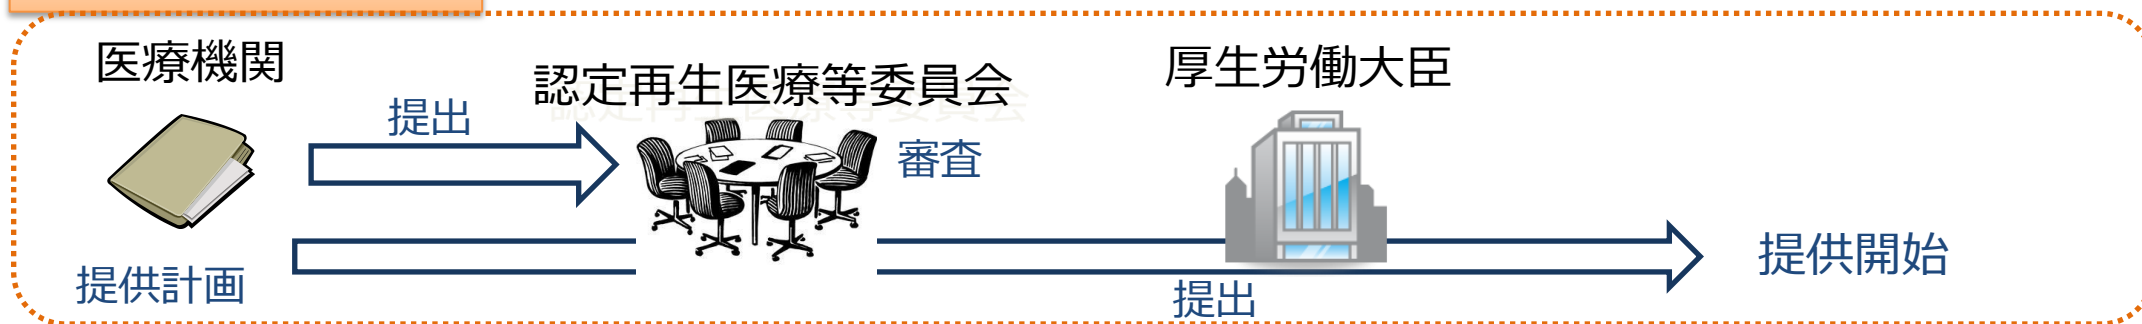 医療機関
提出
認定再生医療等委員会
審査
厚生労働大臣
提供計画
提出
提供開始